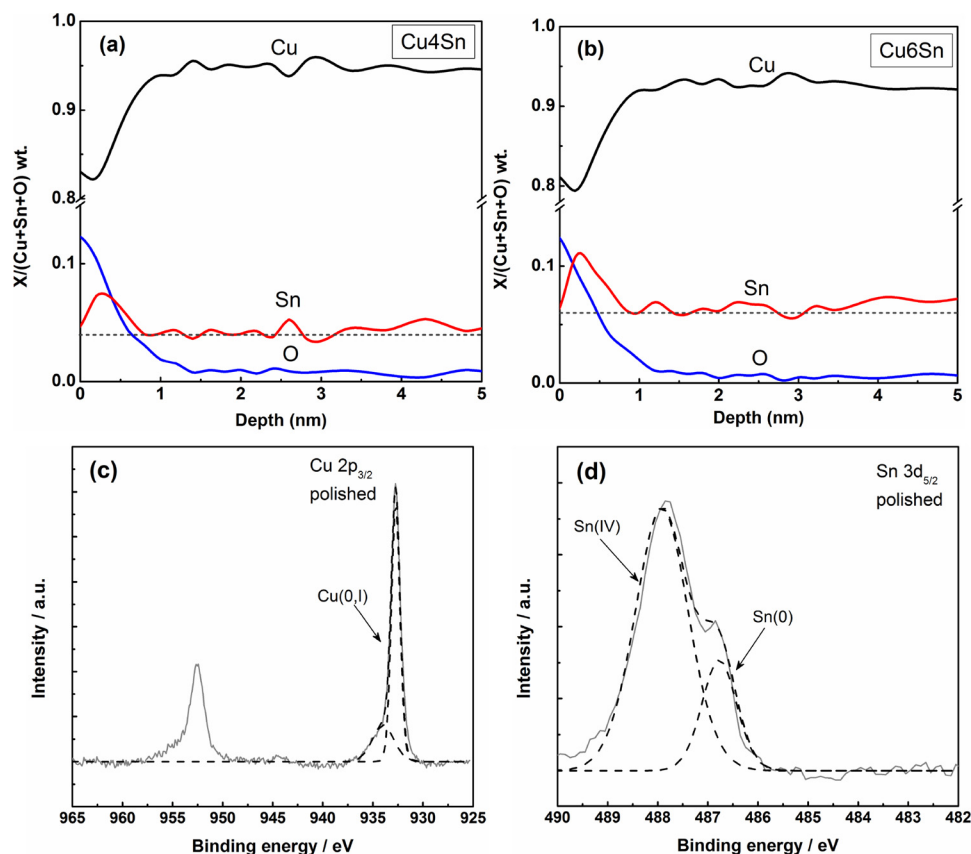 (a)
Cu4Sn
Cu
Sn
O
X/(Cu+Sn+O) wt.
1.0
0.9
0.8
0.1
0.0
0 1 2 3 4 5
Depth (nm)
(b)
Cu6Sn
Cu
Sn
O
X/(Cu+Sn+O) wt.
1.0
0.9
0.8
0.1
0.0
0 1 2 3 4 5
Depth (nm)
(c)
Cu 2p3/2
polished
Cu(0,I)
Intensity / a.u.
965 960 955 950 945 940 935 930 925
Binding energy / eV
(d)
Sn 3d5/2
polished
Sn(IV)
Sn(0)
Intensity / a.u.
490 489 488 487 486 485 484 483 482
Binding energy / eV